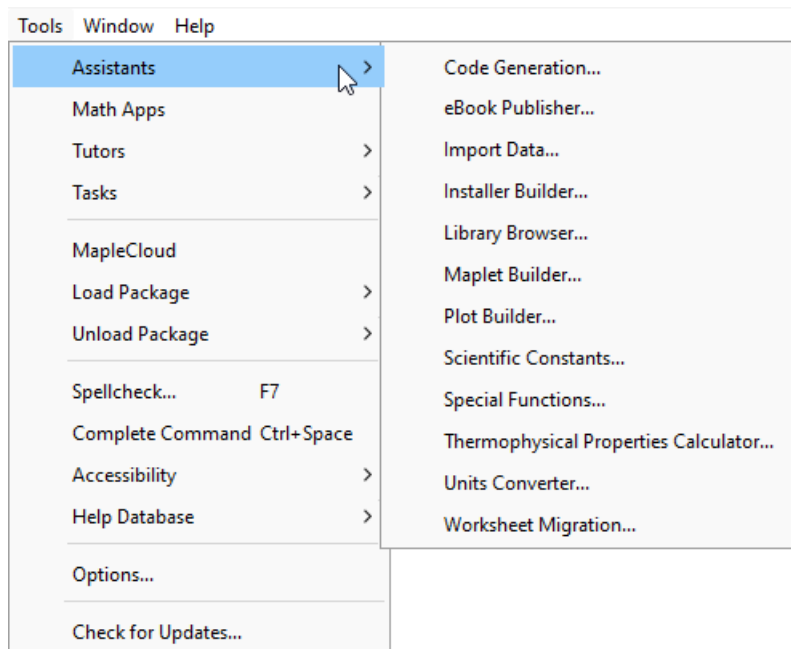 Tools Window Help
Assistants
Math Apps
Tutors
Tasks
MapleCloud
Load Package
Unload Package
Spellcheck... F7
Complete Command Ctrl+Space
Accessibility
Help Database
Options...
Check for Updates...
Code Generation...
eBook Publisher...
Import Data...
Installer Builder...
Library Browser...
Maplet Builder...
Plot Builder...
Scientific Constants...
Special Functions...
Thermophysical Properties Calculator...
Units Converter...
Worksheet Migration...